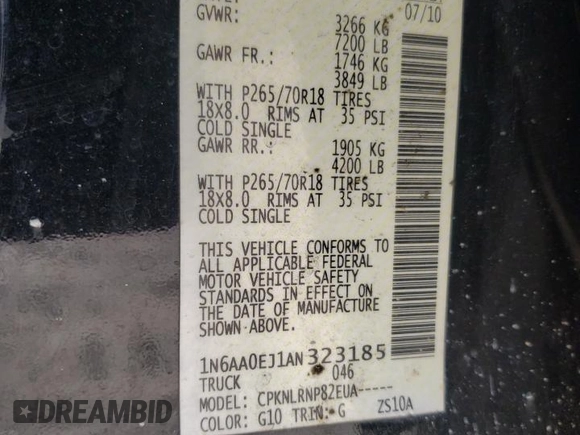 07/10
GVWR: 3266 KG
7200 LB
GAWR FR.: 1746 KG
3849 LB
WITH P265/70R18 TIRES
18X8.0 RIMS AT 35 PSI
COLD SINGLE
GAWR RR.: 1905 KG
4200 LB
WITH P265/70R18 TIRES
18X8.0 RIMS AT 35 PSI
COLD SINGLE
THIS VEHICLE CONFORMS TO
ALL APPLICABLE FEDERAL
MOTOR VEHICLE SAFETY
STANDARDS IN EFFECT ON
THE DATE OF MANUFACTURE
SHOWN ABOVE.
1N6AA0EJ1AN323185
TRUCK 046
MODEL: CPKNLRNP82EUA-----
COLOR: G10 TRIM: G ZS10A
AUTOBIDMASTER